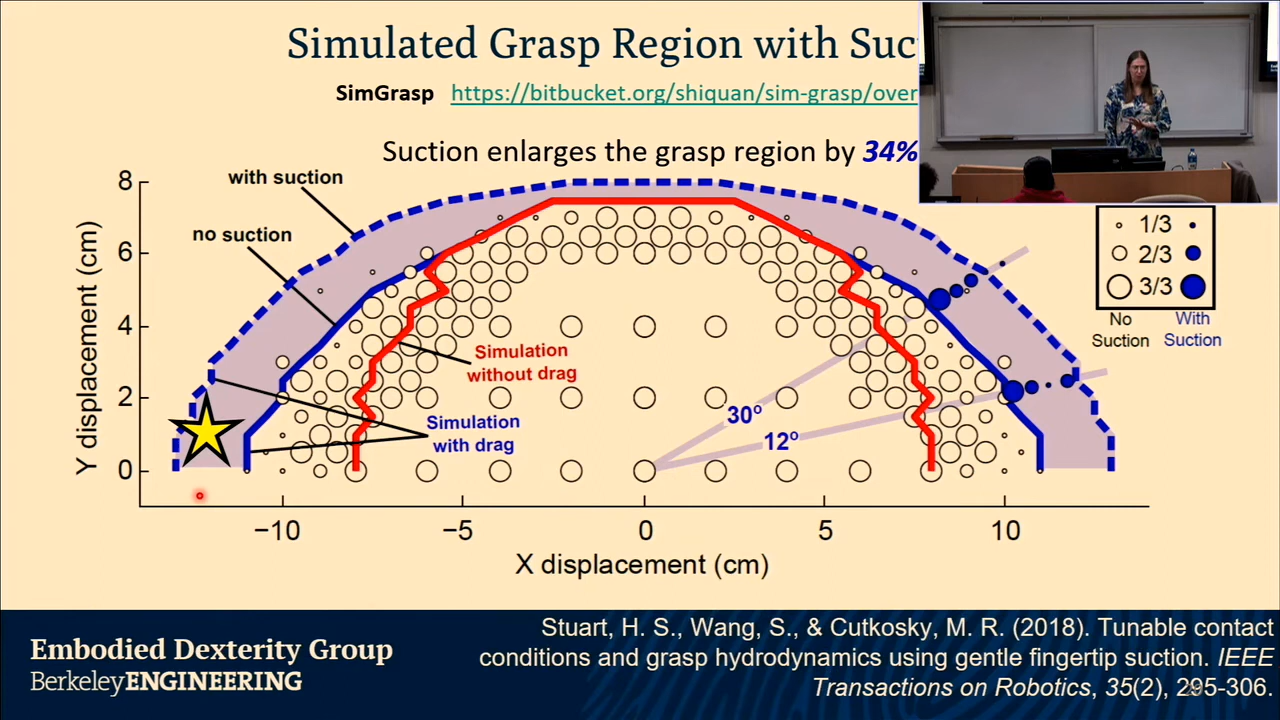 Simulated Grasp Region with Suc
SimGrasp https://bitbucket.org/shiquan/sim-grasp/over
Suction enlarges the grasp region by 34%
with suction
no suction
Simulation
without drag
Simulation
with drag
30º
12º
1/3
2/3
3/3
No
Suction
With
Suction
Y displacement (cm)
8
6
4
2
0
−10
−5
0
5
10
X displacement (cm)
Embodied Dexterity Group
BerkeleyENGINEERING
Stuart, H. S., Wang, S., & Cutkosky, M. R. (2018). Tunable contact
conditions and grasp hydrodynamics using gentle fingertip suction. IEEE
Transactions on Robotics, 35(2), 295-306.